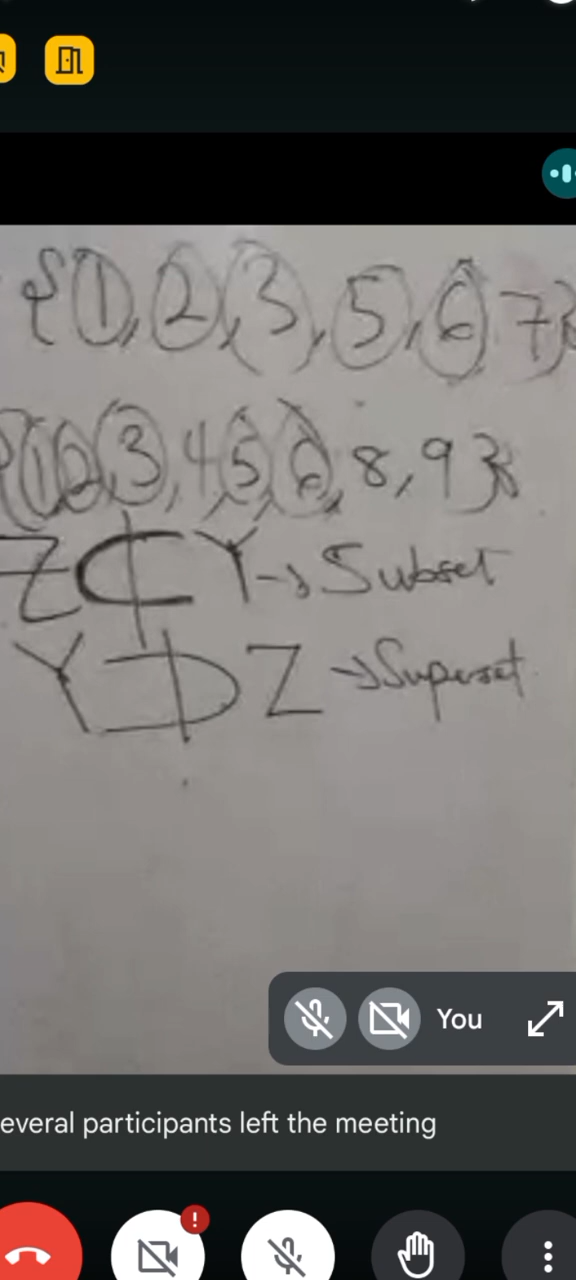 {1, 2, 3, 5, 6, 7}
{1, 2, 3, 4, 5, 6, 8, 9}
Z ⊄ Y → Subset
Y ⊅ Z → Superset
You
everal participants left the meeting